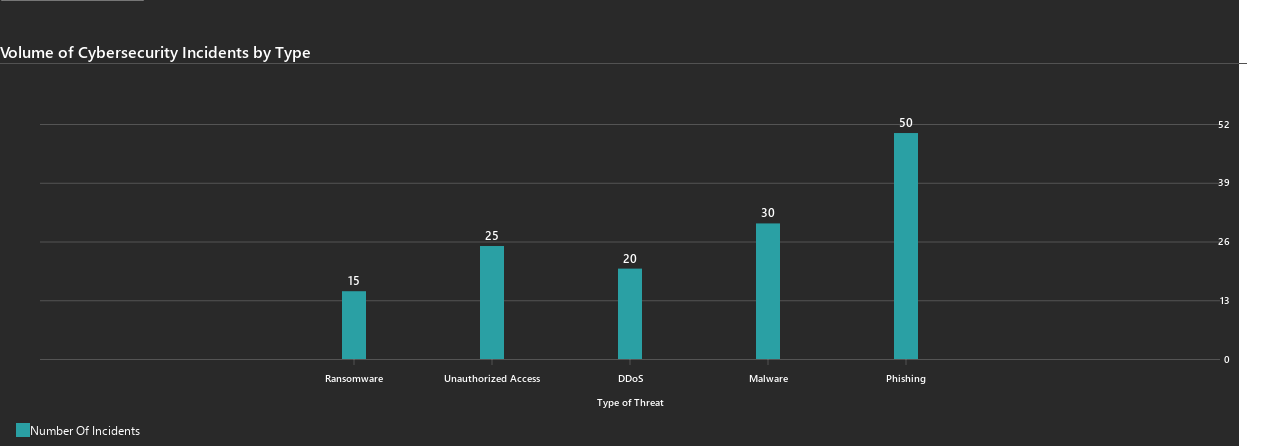 Volume of Cybersecurity Incidents by Type
52
39
26
13
0
15
25
20
30
50
Ransomware
Unauthorized Access
DDoS
Malware
Phishing
Type of Threat
Number Of Incidents